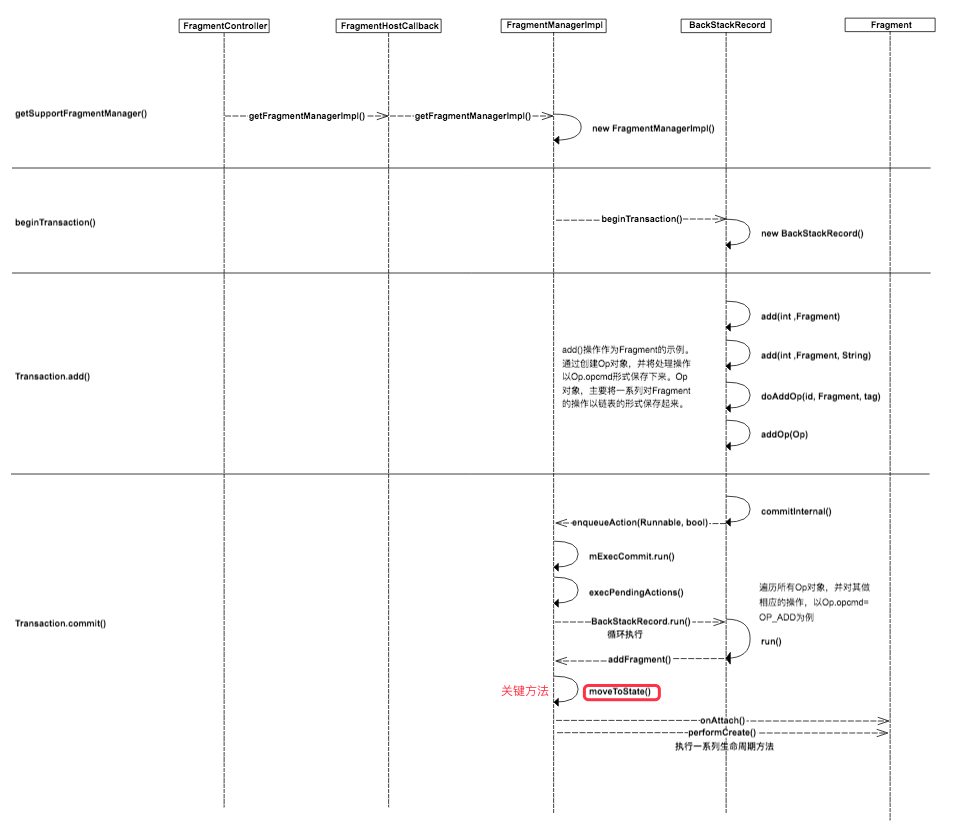 FragmentController
FragmentHostCallback
FragmentManagerImpl
BackStackRecord
Fragment
getSupportFragmentManager()
getFragmentManagerImpl()
getFragmentManagerImpl()
new FragmentManagerImpl()
beginTransaction()
beginTransaction()
new BackStackRecord()
Transaction.add()
add()操作作为Fragment的示例。
通过创建Op对象，并将处理操作
以Op.opcmd形式保存下来。Op
对象，主要将一系列对Fragment
的操作以链表的形式保存起来。
add(int ,Fragment)
add(int ,Fragment, String)
doAddOp(id, Fragment, tag)
addOp(Op)
Transaction.commit()
commitInternal()
enqueueAction(Runnable, bool)
mExecCommit.run()
execPendingActions()
遍历所有Op对象，并对其做
相应的操作，以Op.opcmd=
OP_ADD为例
BackStackRecord.run()
循环执行
run()
addFragment()
关键方法
moveToState()
onAttach()
performCreate()
执行一系列生命周期方法